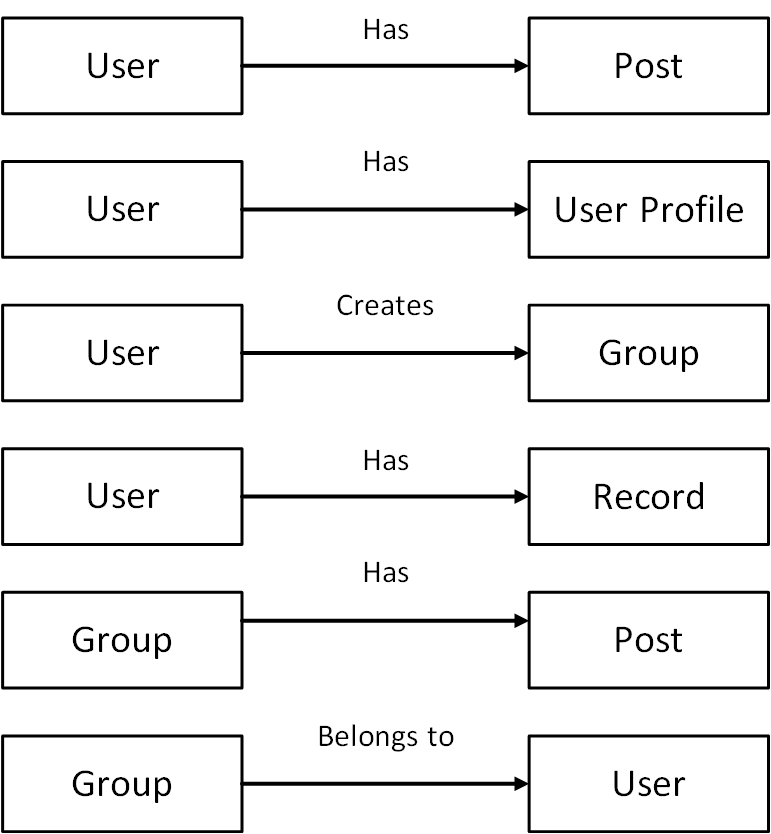 Has
User
Post
Has
User
User Profile
Creates
User
Group
Has
User
Record
Has
Group
Post
Belongs to
Group
User